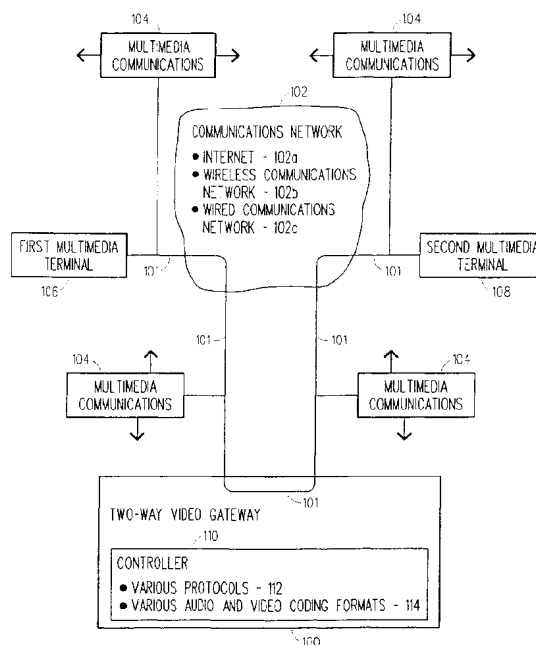 104
104
MULTIMEDIA
COMMUNICATIONS
MULTIMEDIA
COMMUNICATIONS
102
COMMUNICATIONS NETWORK
• INTERNET - 102a
• WIRELESS COMMUNICATIONS
NETWORK - 102b
• WIRED COMMUNICATIONS
NETWORK - 102c
FIRST MULTIMEDIA
TERMINAL
101
101
SECOND MULTIMEDIA
TERMINAL
106
108
101
101
104
104
MULTIMEDIA
COMMUNICATIONS
MULTIMEDIA
COMMUNICATIONS
101
TWO-WAY VIDEO GATEWAY
110
CONTROLLER
• VARIOUS PROTOCOLS - 112
• VARIOUS AUDIO AND VIDEO CODING FORMATS - 114
100